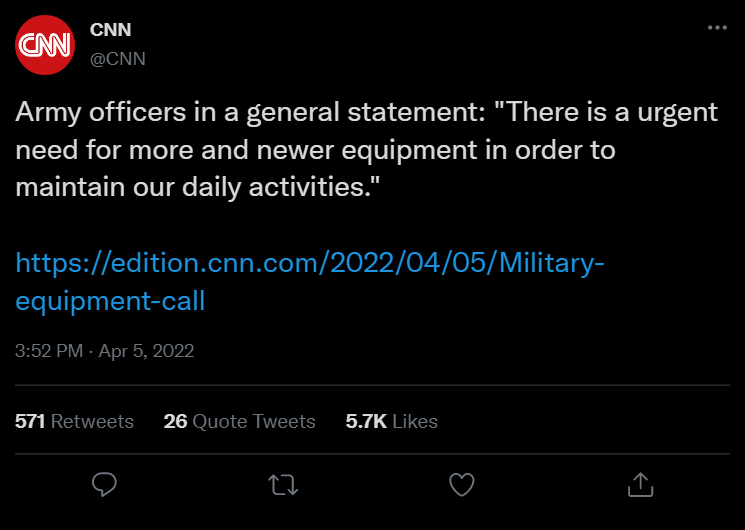 CNN
CNN
@CNN
Army officers in a general statement: "There is a urgent
need for more and newer equipment in order to
maintain our daily activities."
https://edition.cnn.com/2022/04/05/Military-
equipment-call
3:52 PM · Apr 5, 2022
571 Retweets 26 Quote Tweets 5.7K Likes